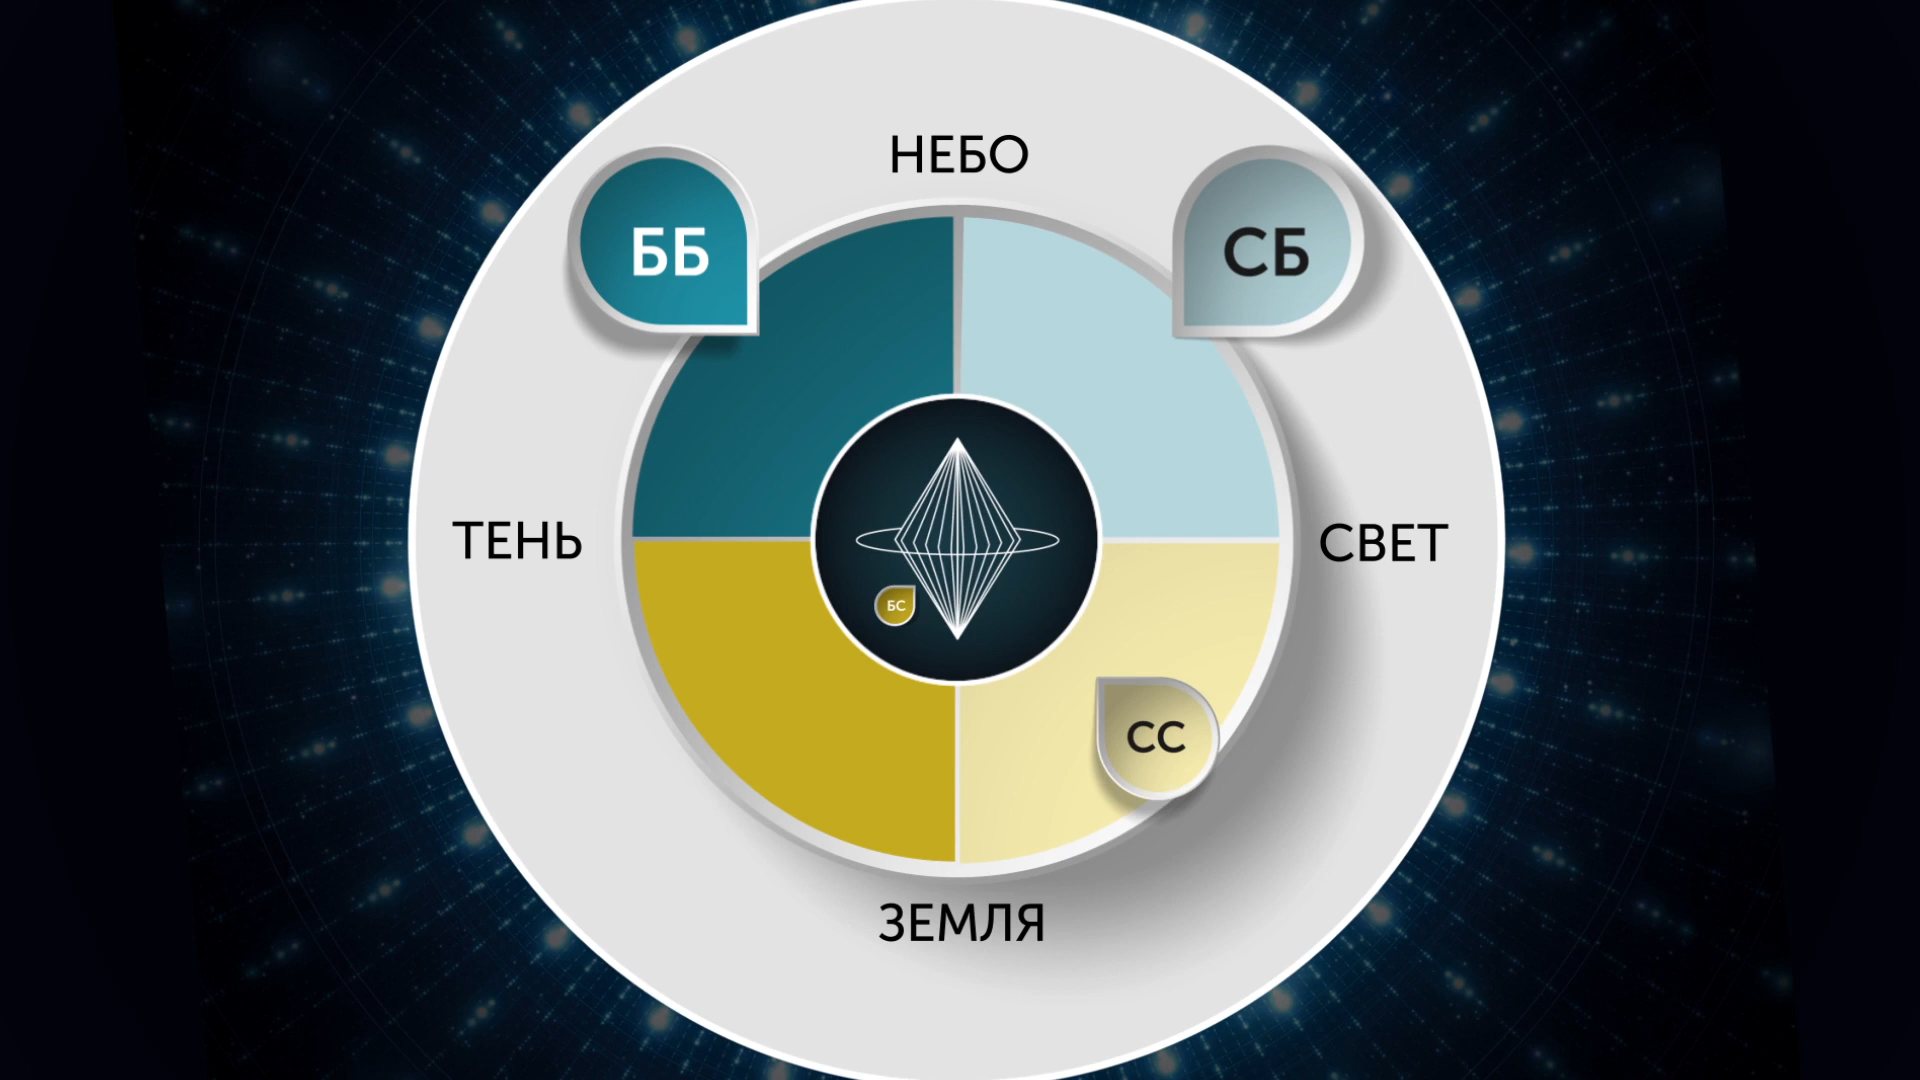 НЕБО
ББ
СБ
ТЕНЬ
СВЕТ
БС
СС
ЗЕМЛЯ